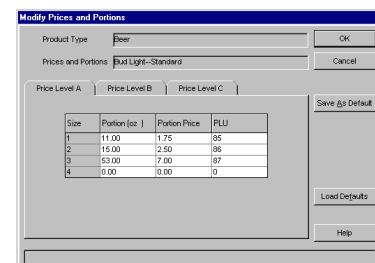 Modify Prices and Portions
Product Type Beer OK
Prices and Portions Bud Light--Standard Cancel
Price Level A Price Level B Price Level C
Save As Default
Size Portion (oz ) Portion Price PLU
1 11.00 1.75 85
2 15.00 2.50 86
3 53.00 7.00 87
4 0.00 0.00 0
Load Defaults
Help